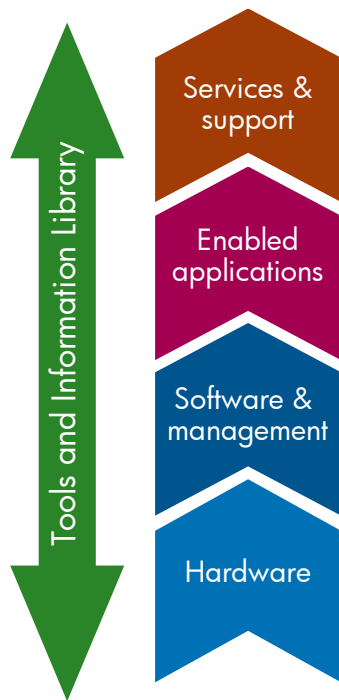 Tools and Information Library
Services &
support
Enabled
applications
Software &
management
Hardware